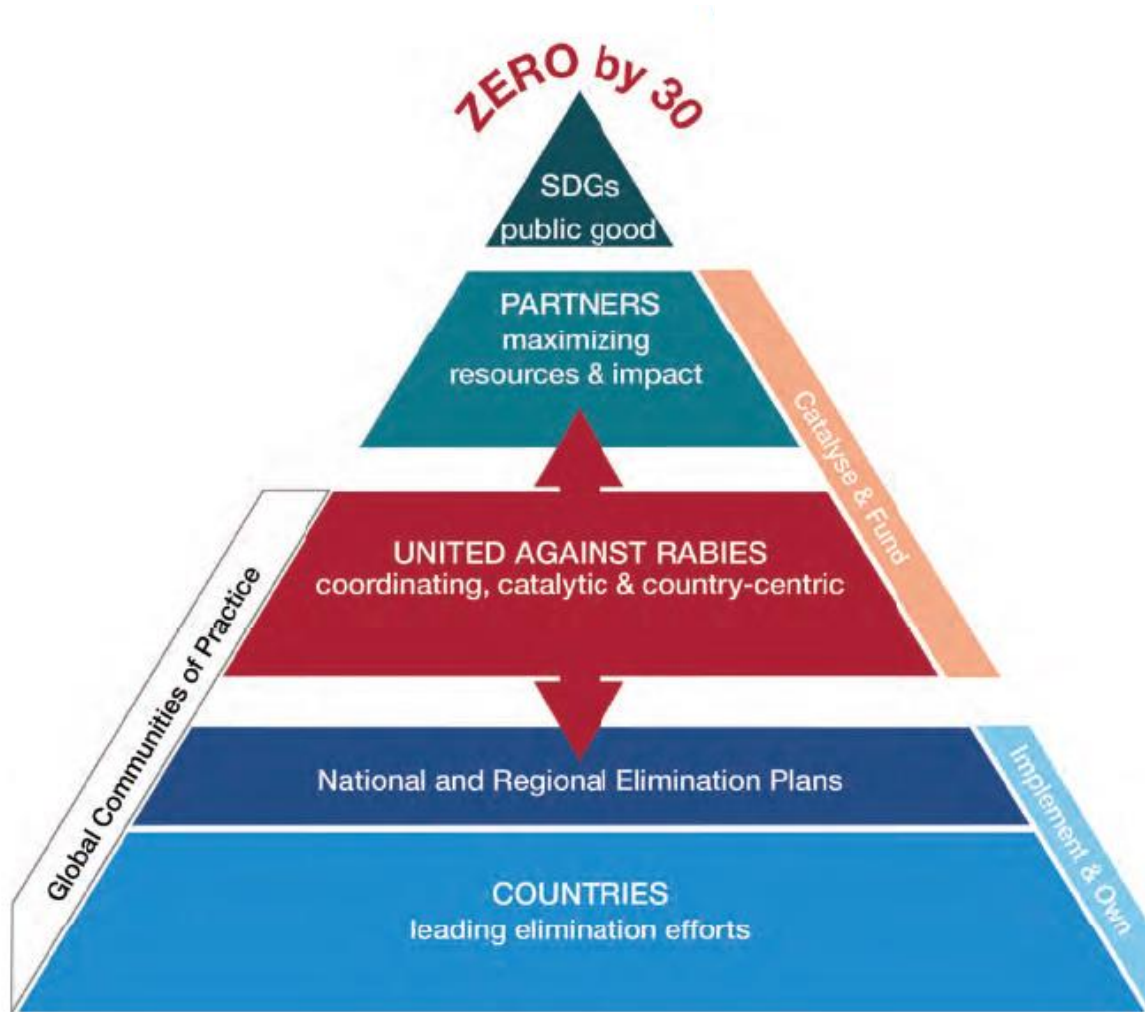 ZERO by 30
SDGs
public good
PARTNERS
maximizing
resources & impact
Catalyse & Fund
UNITED AGAINST RABIES
coordinating, catalytic & country-centric
Global Communities of Practice
National and Regional Elimination Plans
Implement & Own
COUNTRIES
leading elimination efforts